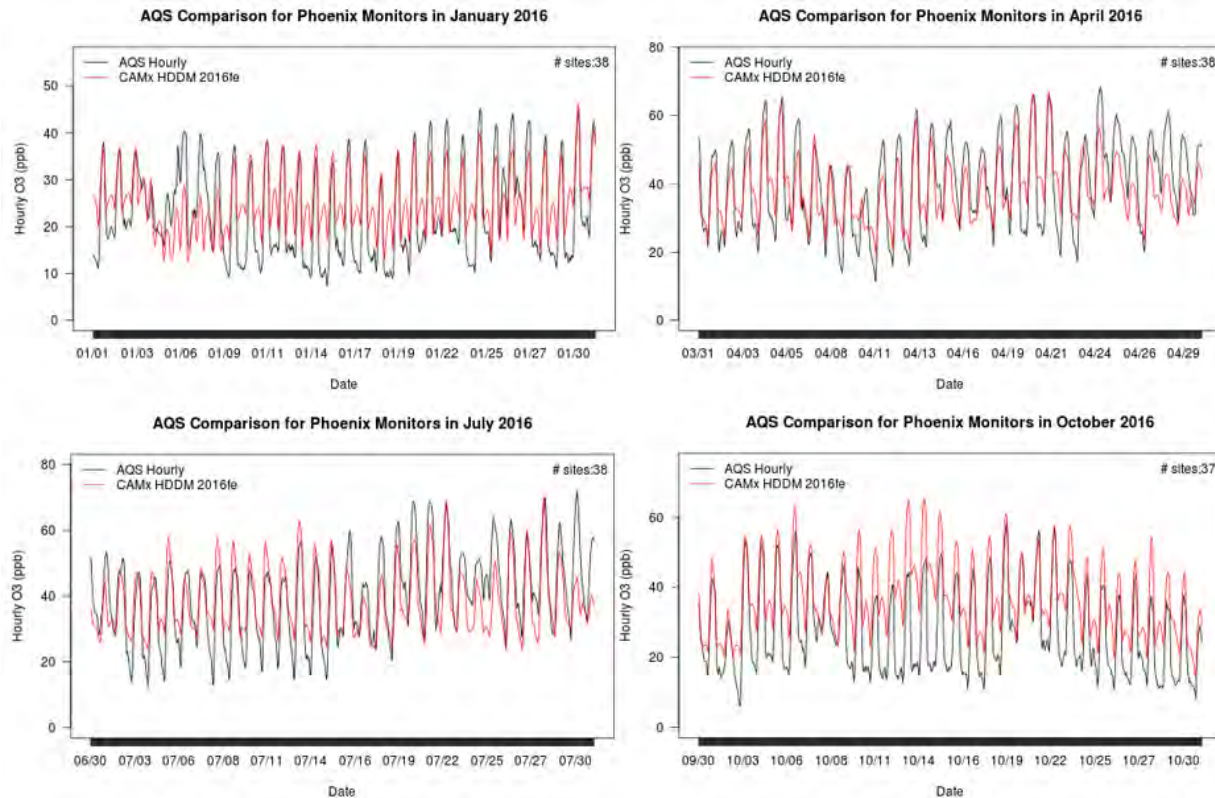 AQS Comparison for Phoenix Monitors in January 2016
AQS Hourly
CAMx HDDM 2016fe
# sites:38
Hourly O3 (ppb)
50
40
30
20
10
0
01/01 01/03 01/06 01/09 01/11 01/14 01/17 01/19 01/22 01/25 01/27 01/30
Date
AQS Comparison for Phoenix Monitors in April 2016
AQS Hourly
CAMx HDDM 2016fe
# sites:38
Hourly O3 (ppb)
80
60
40
20
0
03/31 04/03 04/05 04/08 04/11 04/13 04/16 04/19 04/21 04/24 04/26 04/29
Date
AQS Comparison for Phoenix Monitors in July 2016
AQS Hourly
CAMx HDDM 2016fe
# sites:38
Hourly O3 (ppb)
80
60
40
20
0
06/30 07/03 07/05 07/08 07/11 07/13 07/16 07/19 07/21 07/24 07/27 07/30
Date
AQS Comparison for Phoenix Monitors in October 2016
AQS Hourly
CAMx HDDM 2016fe
# sites:37
Hourly O3 (ppb)
60
40
20
0
09/30 10/03 10/06 10/08 10/11 10/14 10/16 10/19 10/22 10/25 10/27 10/30
Date